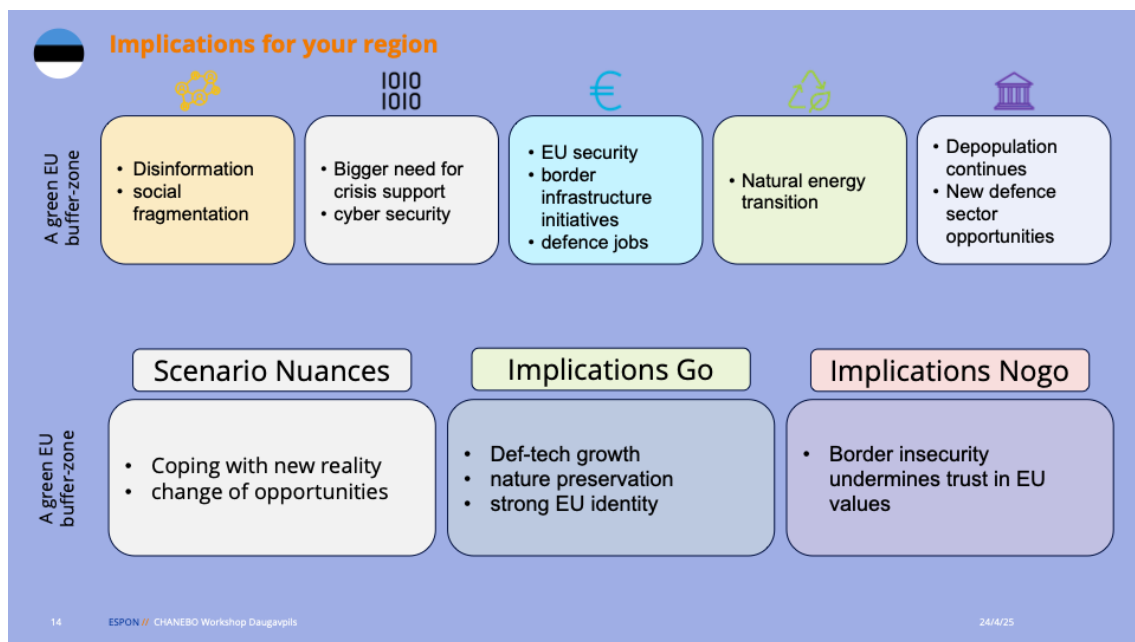 Implications for your region
1010
1010
A green EU
buffer-zone
• Disinformation
• social
fragmentation
• Bigger need for
crisis support
• cyber security
• EU security
• border
infrastructure
initiatives
• defence jobs
• Natural energy
transition
• Depopulation
continues
• New defence
sector
opportunities
Scenario Nuances
Implications Go
Implications Nogo
A green EU
buffer-zone
• Coping with new reality
• change of opportunities
• Def-tech growth
• nature preservation
• strong EU identity
• Border insecurity
undermines trust in EU
values
14
ESPON // CHANEBO Workshop Daugavpils
24/4/25